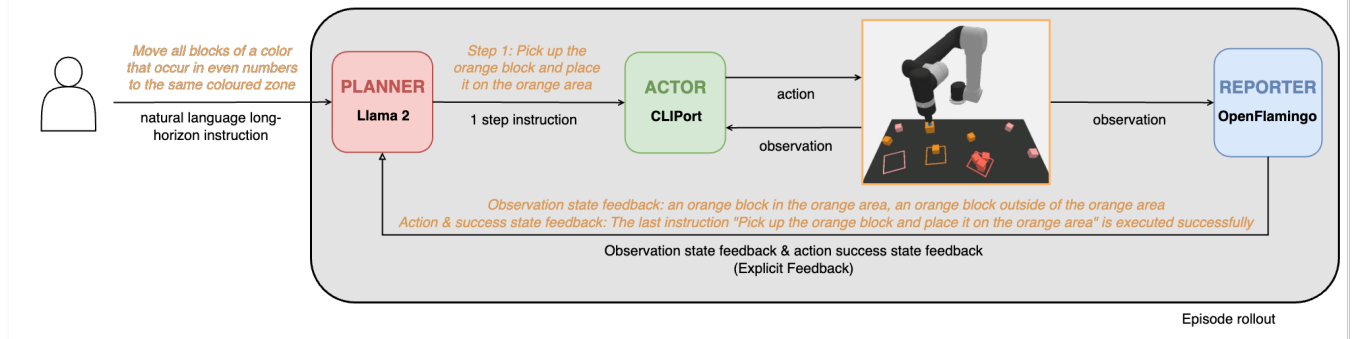 Move all blocks of a color
that occur in even numbers
to the same coloured zone
natural language long-
horizon instruction
PLANNER
Llama 2
Step 1: Pick up the
orange block and place
it on the orange area
1 step instruction
ACTOR
CLIPort
action
observation
observation
REPORTER
OpenFlamingo
Observation state feedback: an orange block in the orange area, an orange block outside of the orange area
Action & success state feedback: The last instruction "Pick up the orange block and place it on the orange area" is executed successfully
Observation state feedback & action success state feedback
(Explicit Feedback)
Episode rollout